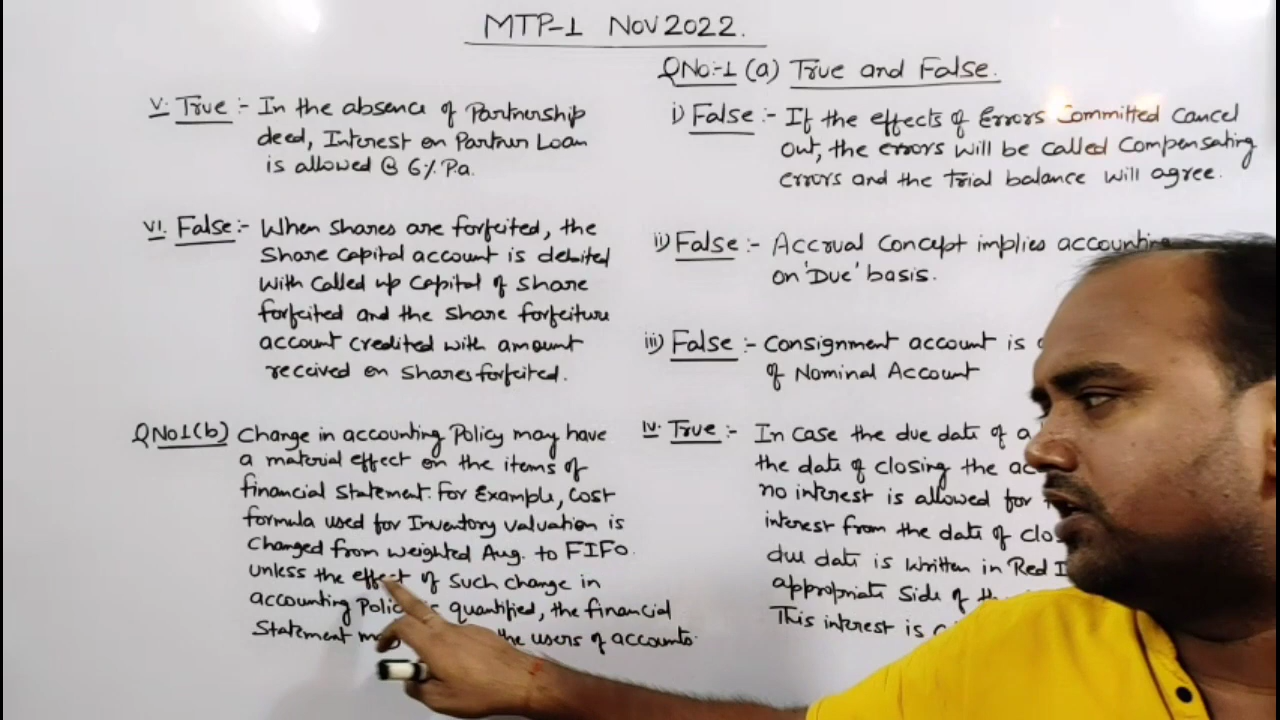 MTP-1 Nov 2022.
QNo:-1 (a) True and False.
i) False :- If the effects of Errors Committed Cancel
out, the errors will be called Compensating
errors and the trial balance will agree.
ii) False :- Accrual Concept implies accounting
on 'Due' basis.
iii) False :- Consignment account is
of Nominal Account
iv. True :- In case the due date of a
the date of closing the
no interest is allowed for
interest from the date of
due date is written in Red
appropriate side of the
This interest is
v. True :- In the absence of Partnership
deed, Interest on Partner Loan
is allowed @ 6% P.a.
vi. False :- When shares are forfeited, the
Share capital account is debited
with called up capital of share
forfeited and the share forfeiture
account credited with amount
received on shares forfeited.
QNo1(b) Change in accounting Policy may have
a material effect on the items of
financial statement. For Example, cost
formula used for Inventory valuation is
Changed from weighted Avg. to FIFO.
unless the effect of such change in
accounting Policy is quantified, the financial
Statement the users of accounts